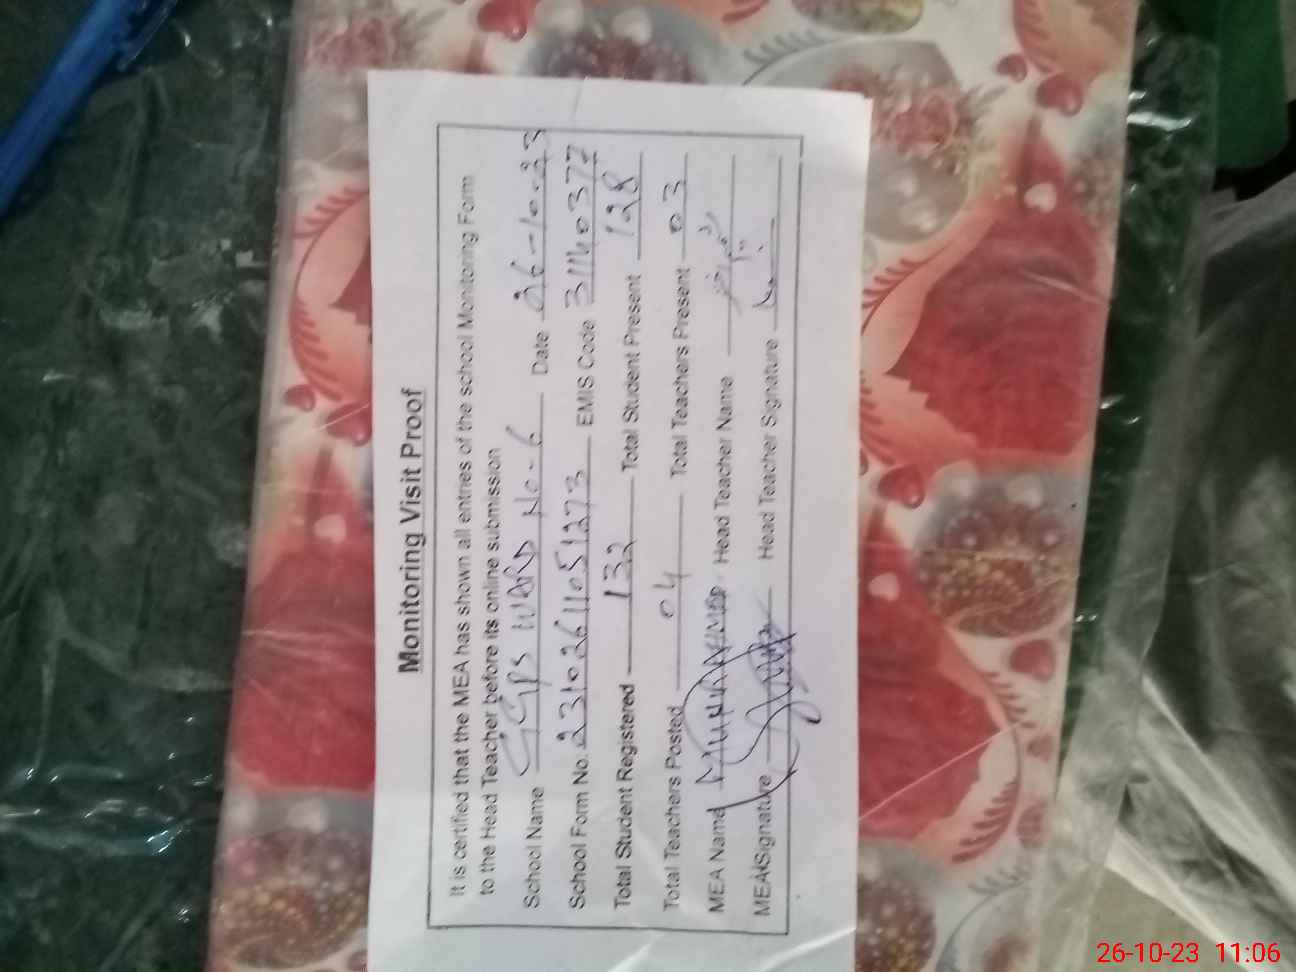 Monitoring Visit Proof
It is certified that the MEA has shown all entries of the school Monitoring Form
to the Head Teacher before its online submission
School Name GGPS WARD No-6 Date 26-10-23
School Form No. 23102611051273 EMIS Code 31140377
Total Student Registered 132 Total Student Present 128
Total Teachers Posted 04 Total Teachers Present 03
MEA Name Head Teacher Name
MEA Signature Head Teacher Signature
26-10-23 11:06